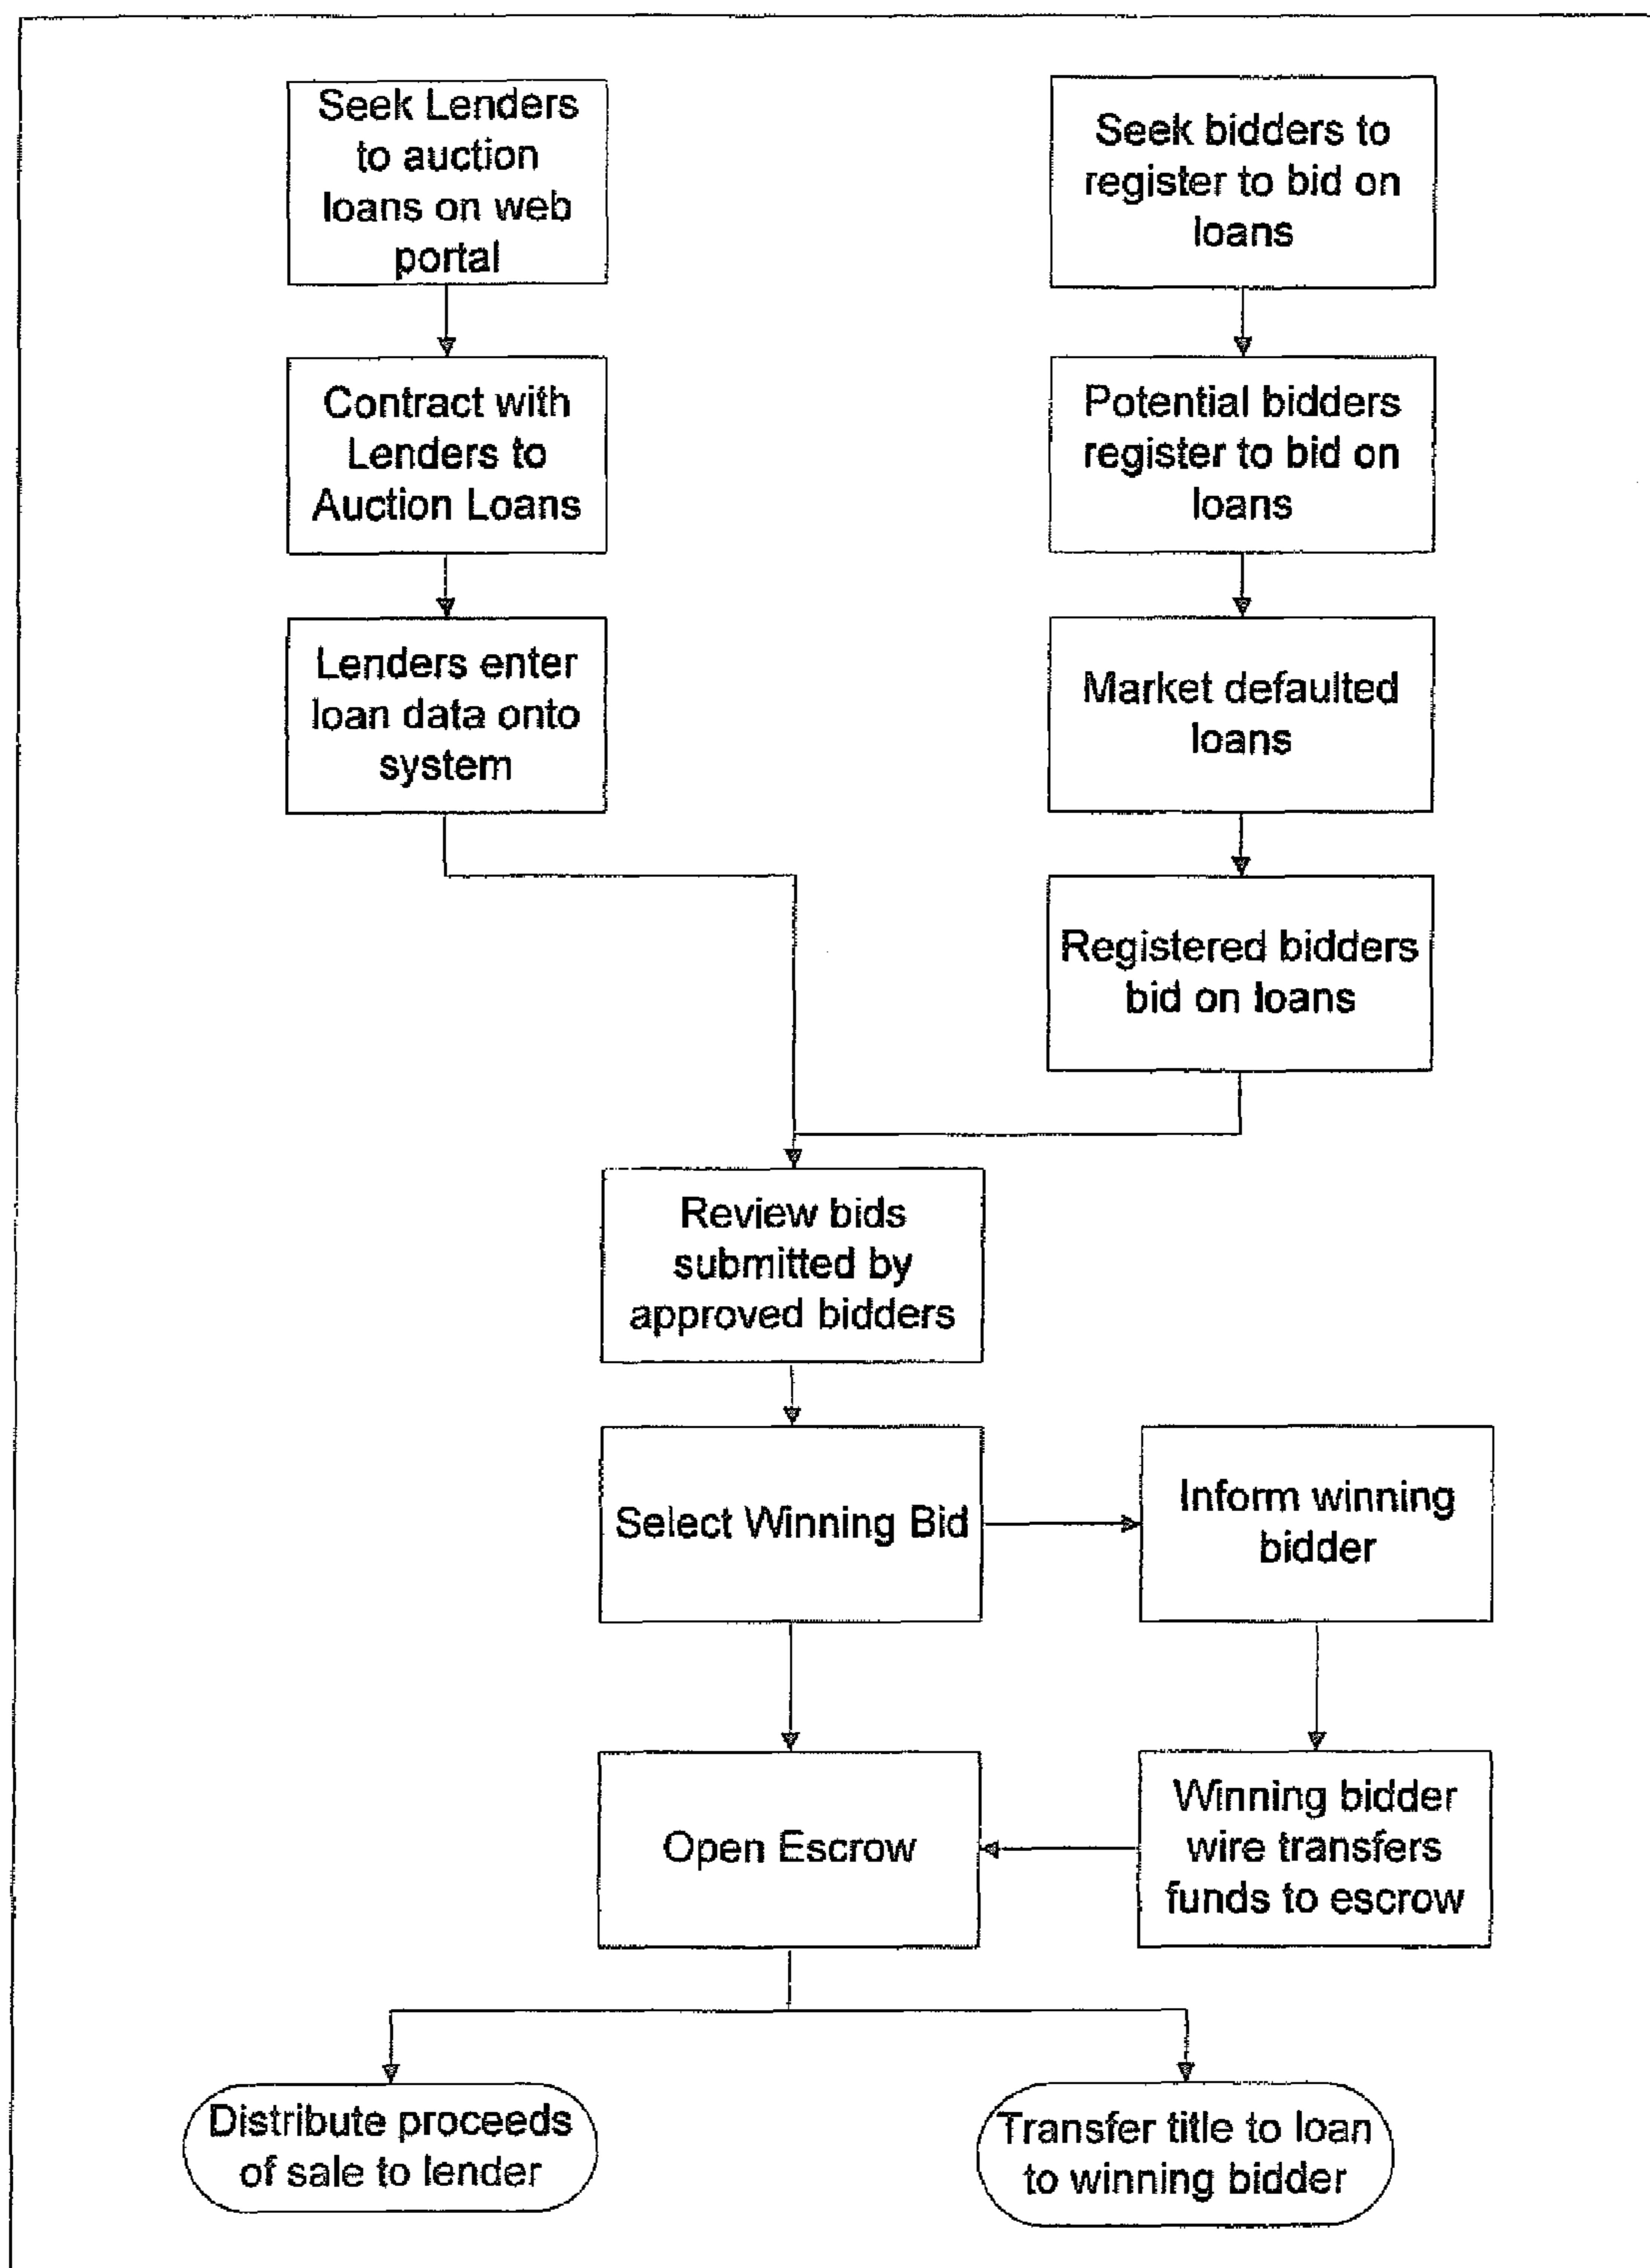 Seek Lenders
to auction
loans on web
portal
Seek bidders to
register to bid on
loans
Contract with
Lenders to
Auction Loans
Potential bidders
register to bid on
loans
Lenders enter
loan data onto
system
Market defaulted
loans
Registered bidders
bid on loans
Review bids
submitted by
approved bidders
Select Winning Bid
Inform winning
bidder
Open Escrow
Winning bidder
wire transfers
funds to escrow
Distribute proceeds
of sale to lender
Transfer title to loan
to winning bidder